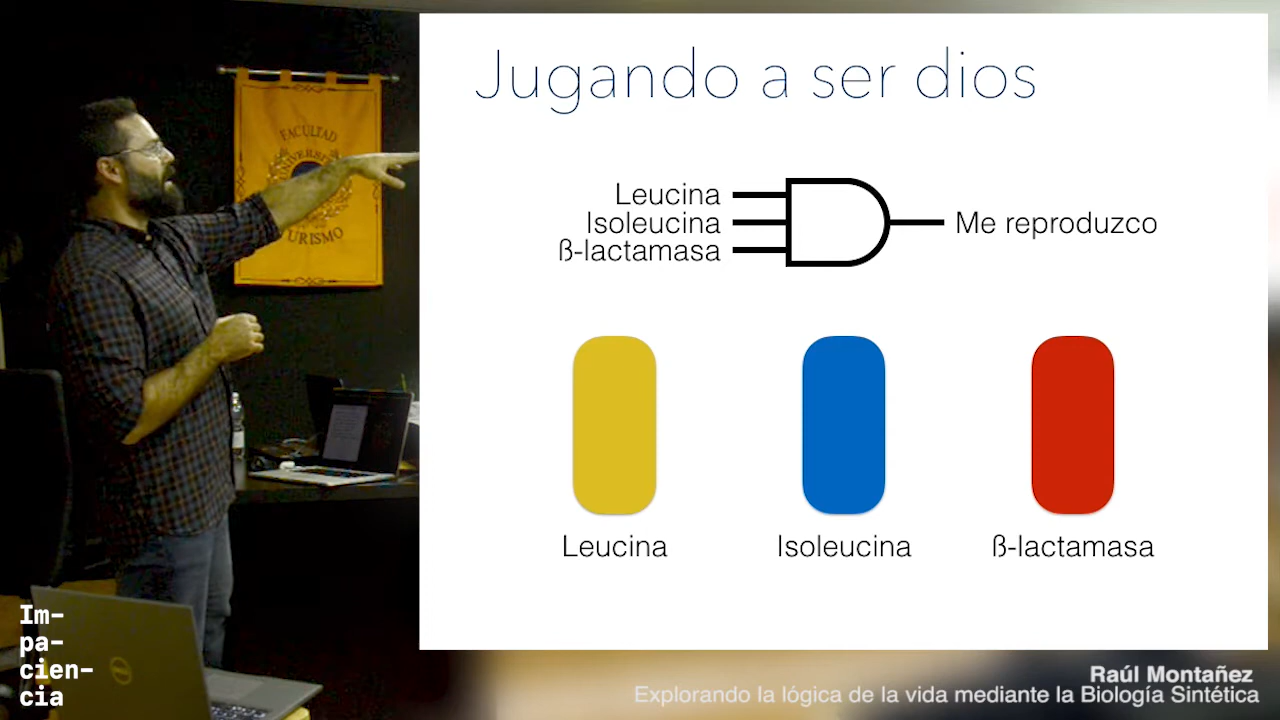 Jugando a ser dios
Leucina
Isoleucina
ß-lactamasa
Me reproduzco
Leucina
Isoleucina
ß-lactamasa
FACULTAD
TURISMO
Im-
pa-
cien-
cia
Raúl Montañez
Explorando la lógica de la vida mediante la Biología Sintética